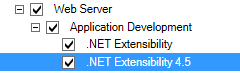 Web Server
Application Development
.NET Extensibility
.NET Extensibility 4.5